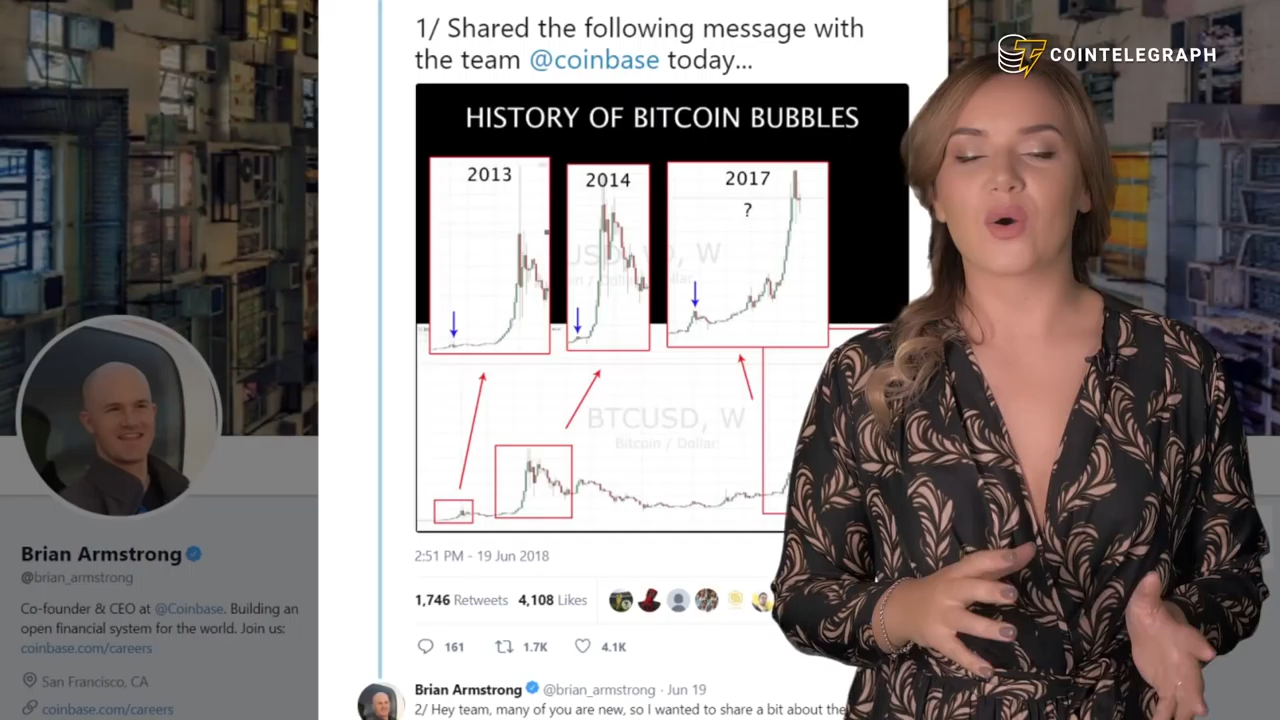 1/ Shared the following message with
the team @coinbase today...
COINTELEGRAPH
HISTORY OF BITCOIN BUBBLES
2013
2014
2017
?
BTCUSD, W
Bitcoin / Dollar
2:51 PM - 19 Jun 2018
1,746 Retweets 4,108 Likes
161 1.7K 4.1K
Brian Armstrong @brian_armstrong · Jun 19
2/ Hey team, many of you are new, so I wanted to share a bit about the
Brian Armstrong
@brian_armstrong
Co-founder & CEO at @Coinbase. Building an
open financial system for the world. Join us:
coinbase.com/careers
San Francisco, CA
coinbase.com/careers